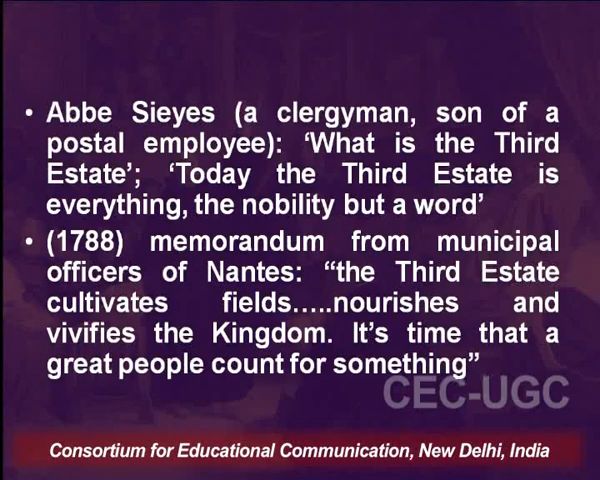 • Abbe Sieyes (a clergyman, son of a
postal employee): ‘What is the Third
Estate’; ‘Today the Third Estate is
everything, the nobility but a word’
• (1788) memorandum from municipal
officers of Nantes: “the Third Estate
cultivates fields…..nourishes and
vivifies the Kingdom. It’s time that a
great people count for something”
CEC-UGC
Consortium for Educational Communication, New Delhi, India